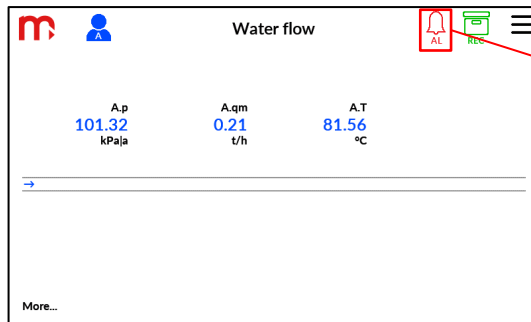 m
A
Water flow
AL
REC
A.p
101.32
kPa|a
A.qm
0.21
t/h
A.T
81.56
°C
→
More...